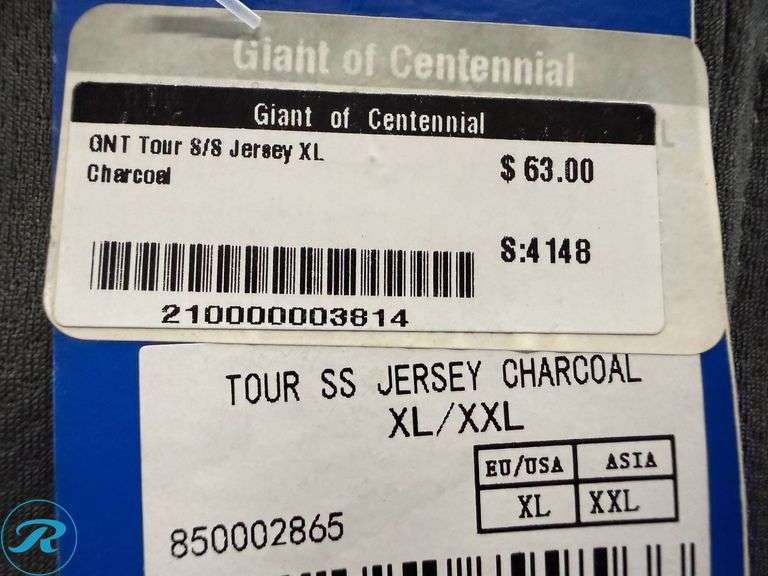 Giant of Centennial
Giant of Centennial
GNT Tour S/S Jersey XL
Charcoal
$ 63.00
S:4148
210000003814
TOUR SS JERSEY CHARCOAL
XL/XXL
EU/USA ASIA
XL XXL
850002865
R